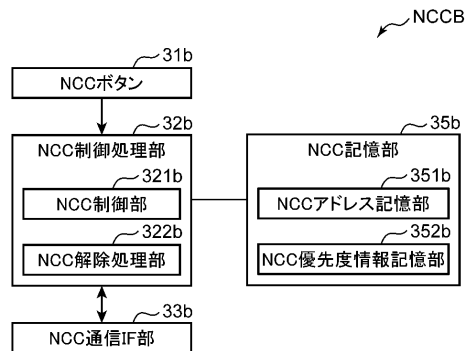 NCCB
31b
NCCボタン
32b
NCC制御処理部
321b
NCC制御部
322b
NCC解除処理部
35b
NCC記憶部
351b
NCCアドレス記憶部
352b
NCC優先度情報記憶部
33b
NCC通信IF部